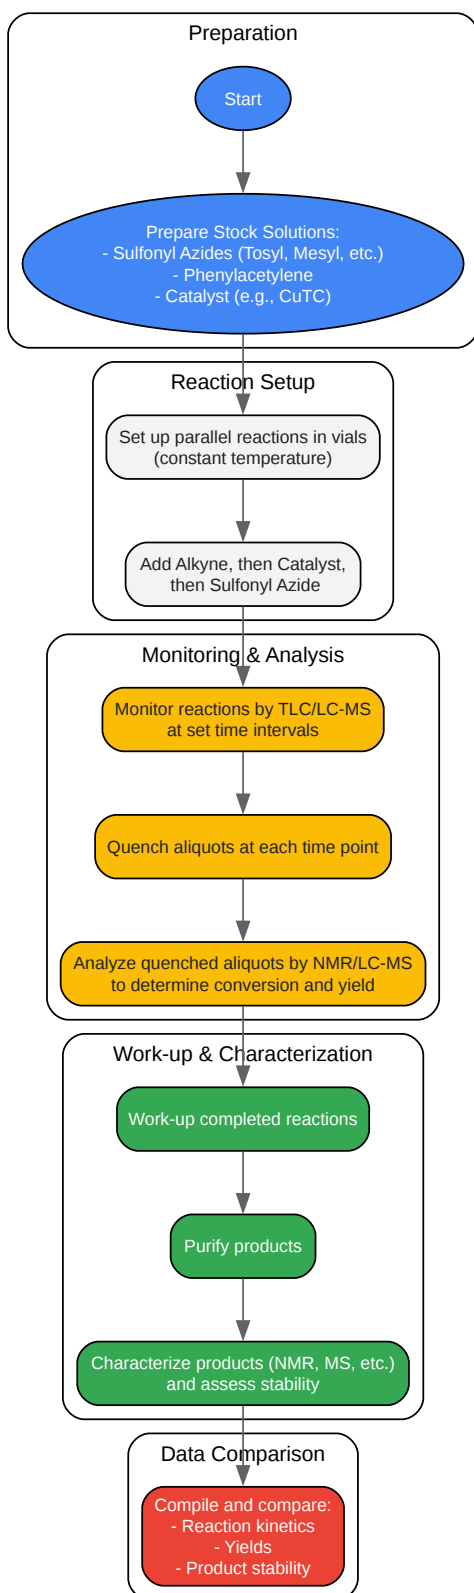 Preparation
Start
Prepare Stock Solutions:
- Sulfonyl Azides (Tosyl, Mesyl, etc.)
- Phenylacetylene
- Catalyst (e.g., CuTC)
Reaction Setup
Set up parallel reactions in vials
(constant temperature)
Add Alkyne, then Catalyst,
then Sulfonyl Azide
Monitoring & Analysis
Monitor reactions by TLC/LC-MS
at set time intervals
Quench aliquots at each time point
Analyze quenched aliquots by NMR/LC-MS
to determine conversion and yield
Work-up & Characterization
Work-up completed reactions
Purify products
Characterize products (NMR, MS, etc.)
and assess stability
Data Comparison
Compile and compare:
- Reaction kinetics
- Yields
- Product stability